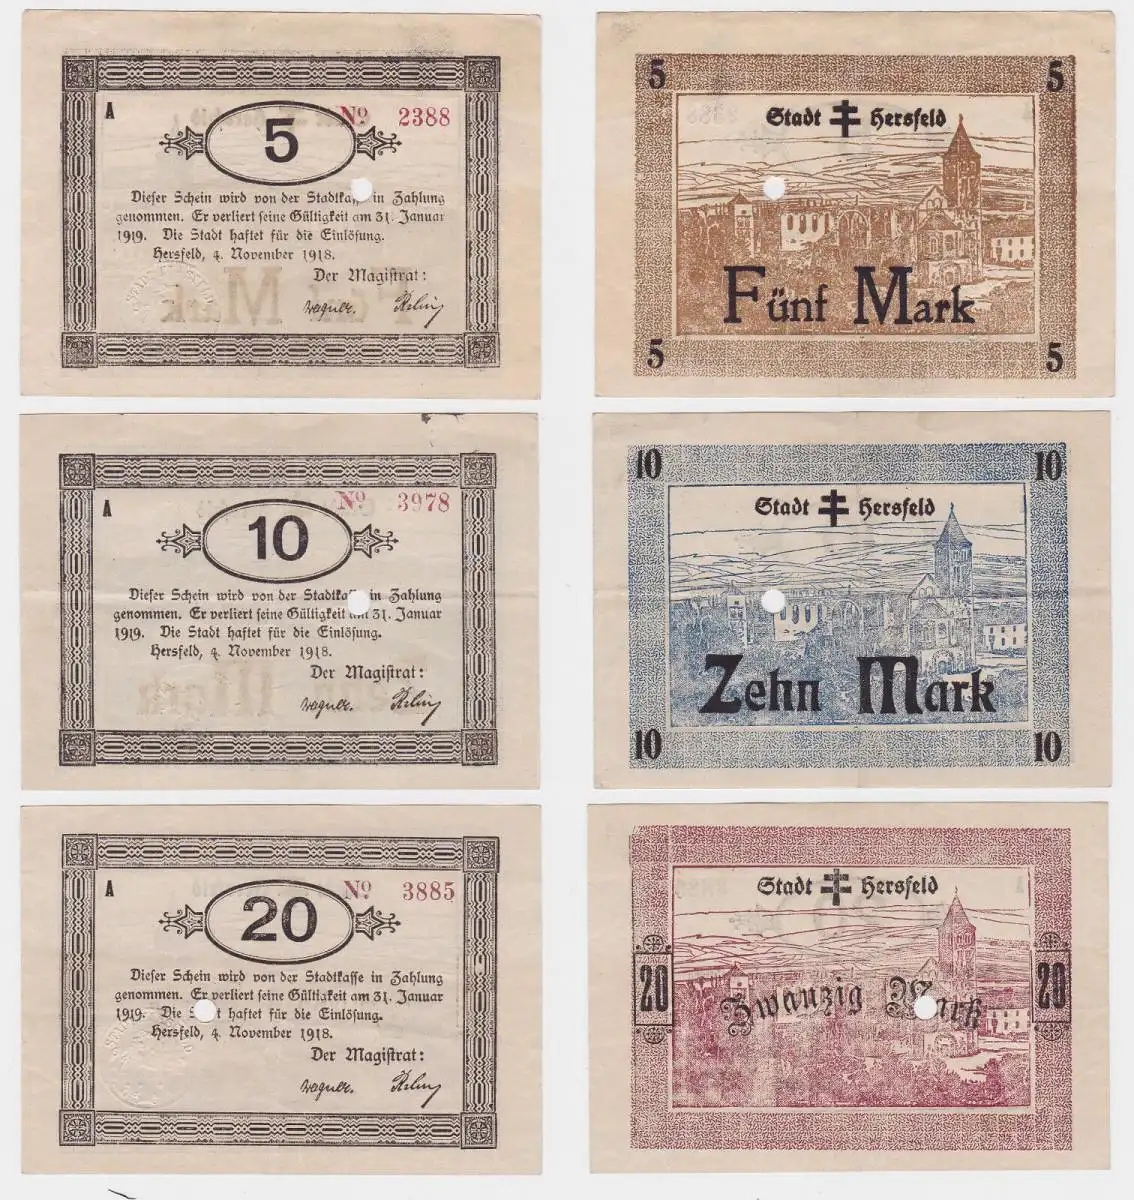 A
№ 2388
5
Dieser Schein wird von der Stadtkasse in Zahlung
genommen. Er verliert seine Gültigkeit am 31. Januar
1919. Die Stadt haftet für die Einlösung.
Hersfeld, 4. November 1918.
Der Magistrat:
5 5
Stadt Hersfeld
Fünf Mark
5 5
A
№ 3978
10
Dieser Schein wird von der Stadtkasse in Zahlung
genommen. Er verliert seine Gültigkeit am 31. Januar
1919. Die Stadt haftet für die Einlösung.
Hersfeld, 4. November 1918.
Der Magistrat:
10 10
Stadt Hersfeld
Zehn Mark
10 10
A
№ 3885
20
Dieser Schein wird von der Stadtkasse in Zahlung
genommen. Er verliert seine Gültigkeit am 31. Januar
1919. Die Stadt haftet für die Einlösung.
Hersfeld, 4. November 1918.
Der Magistrat:
Stadt Hersfeld
20 Zwanzig Mark 20